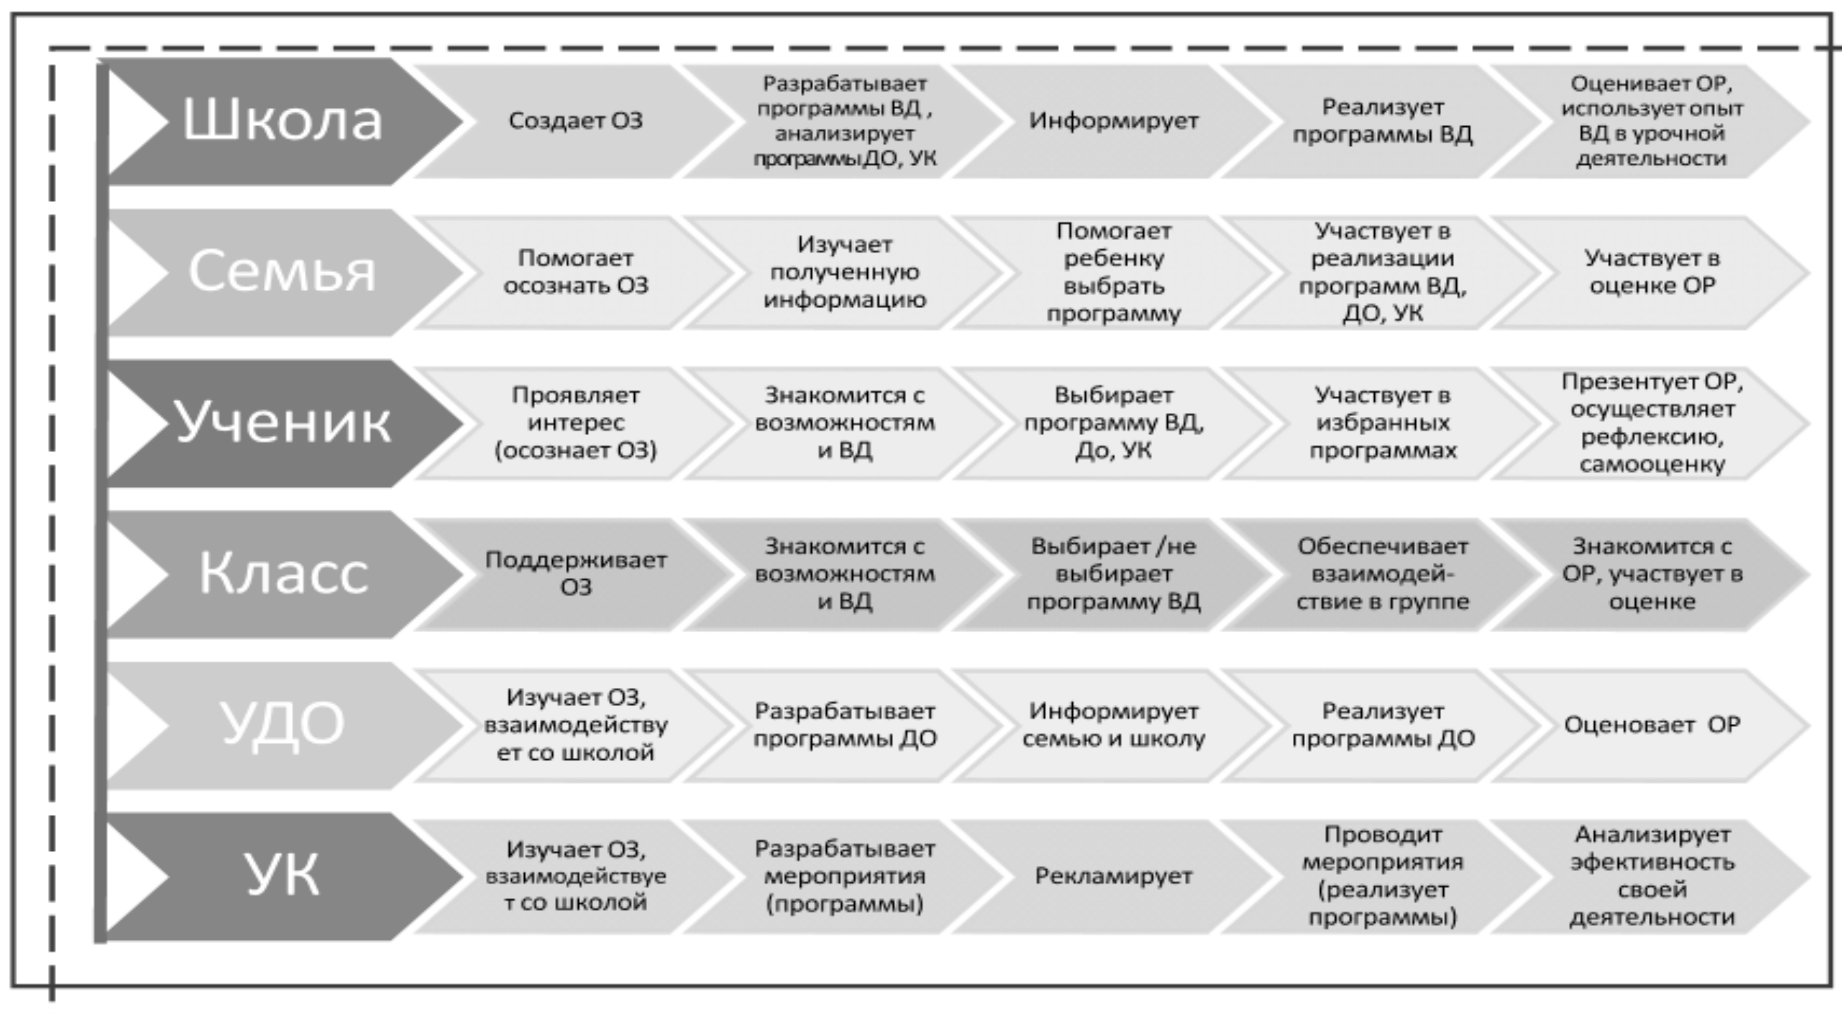 Школа
Создает ОЗ
Разрабатывает
программы ВД ,
анализирует
программыДО, УК
Информирует
Реализует
программы ВД
Оценивает ОР,
использует опыт
ВД в урочной
деятельности
Семья
Помогает
осознать ОЗ
Изучает
полученную
информацию
Помогает
ребенку
выбрать
программу
Участвует в
реализации
программ ВД,
ДО, УК
Участвует в
оценке ОР
Ученик
Проявляет
интерес
(осознает ОЗ)
Знакомится с
возможностям
и ВД
Выбирает
программу ВД,
До, УК
Участвует в
избранных
программах
Презентует ОР,
осуществляет
рефлексию,
самооценку
Класс
Поддерживает
ОЗ
Знакомится с
возможностям
и ВД
Выбирает /не
выбирает
программу ВД
Обеспечивает
взаимодей-
ствие в группе
Знакомится с
ОР, участвует в
оценке
УДО
Изучает ОЗ,
взаимодейству
ет со школой
Разрабатывает
программы ДО
Информирует
семью и школу
Реализует
программы ДО
Оценовает ОР
УК
Изучает ОЗ,
взаимодействуе
т со школой
Разрабатывает
мероприятия
(программы)
Рекламирует
Проводит
мероприятия
(реализует
программы)
Анализирует
эфективность
своей
деятельности